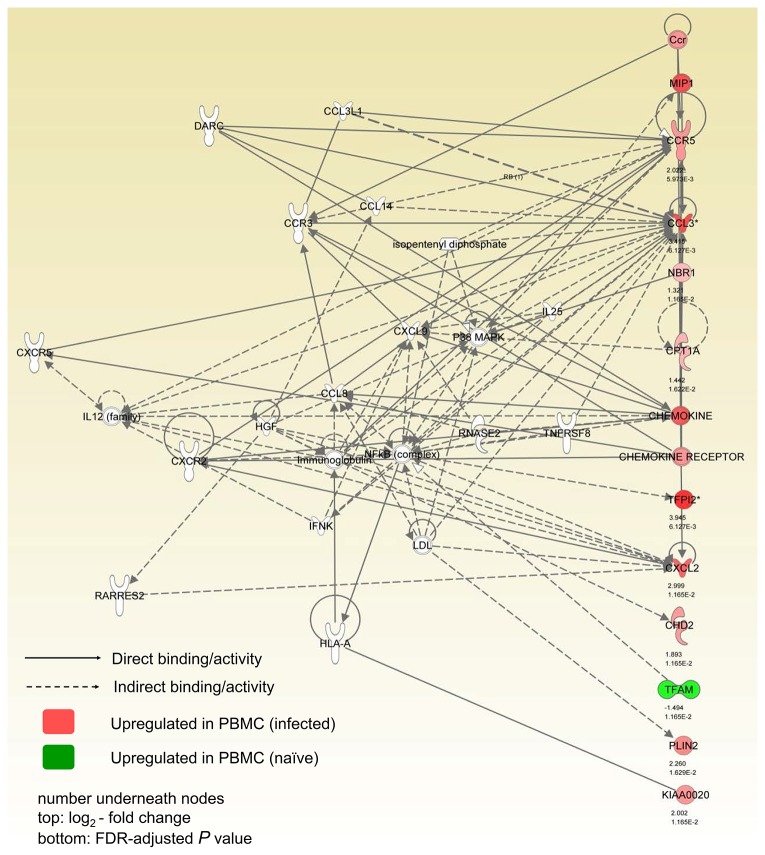 Ccr
MIP1
CCL3L1
DARC
CCR5
2.0225
5.973E-3
RB (1)
CCL14
CCR3
CCL3*
3.415
6.127E-3
isopentenyl diphosphate
NBR1
1.321
1.165E-2
IL25
CXCL9
P38 MAPK
CXCR5
CPT1A
1.442
1.622E-2
CCL8
IL12 (family)
CHEMOKINE
HGF
RNASE2
TNFRSF8
CXCR2
Immunoglobulin
NFkB (complex)
CHEMOKINE RECEPTOR
TFPI2*
3.945
6.127E-3
IFNK
LDL
CXCL2
2.999
1.165E-2
RARRES2
CHD2
1.893
1.165E-2
HLA-A
Direct binding/activity
Indirect binding/activity
TFAM
-1.494
1.165E-2
Upregulated in PBMC (infected)
Upregulated in PBMC (naïve)
PLIN2
2.260
1.629E-2
KIAA0020
2.002
1.165E-2
number underneath nodes
top: log2 - fold change
bottom: FDR-adjusted P value